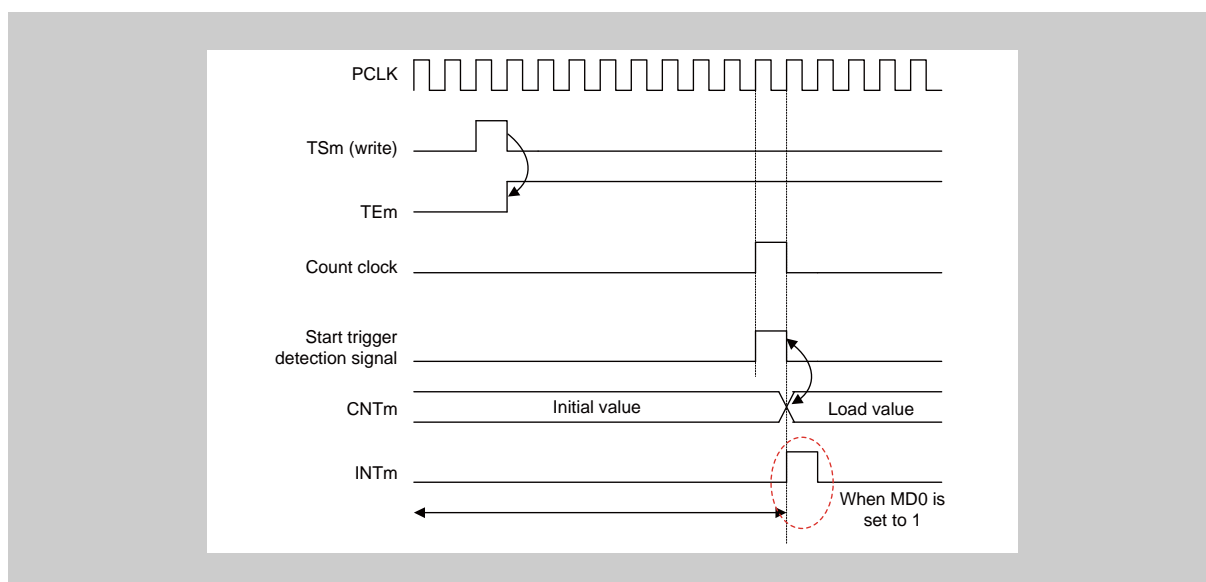 PCLK
TSm (write)
TEm
Count clock
Start trigger
detection signal
CNTm
Initial value
Load value
INTm
When MD0 is
set to 1